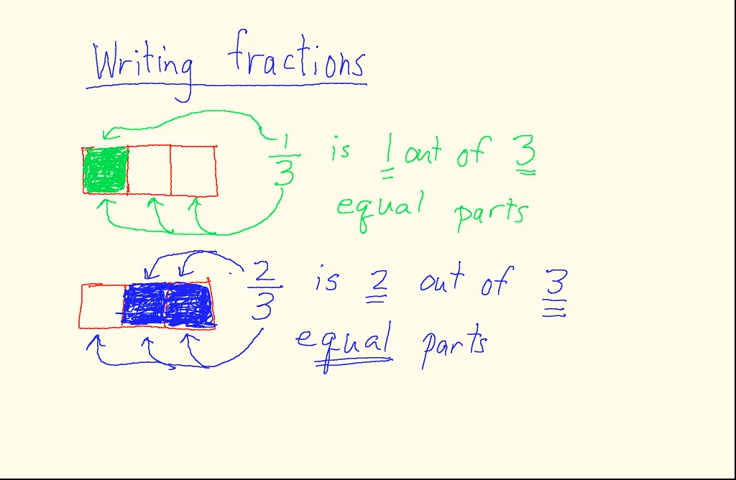 Writing fractions
1/3 is 1 out of 3
equal parts
2/3 is 2 out of 3
equal parts